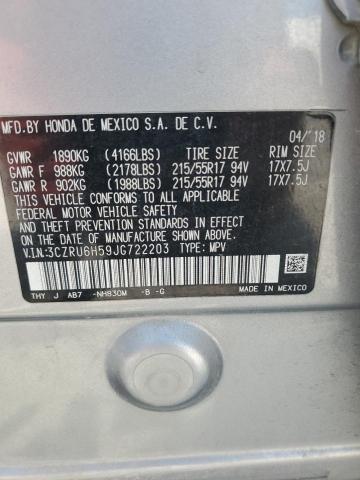 MFD.BY HONDA DE MEXICO S.A. DE C.V.
04/'18
GVWR 1890KG (4166LBS) TIRE SIZE RIM SIZE
GAWR F 988KG (2178LBS) 215/55R17 94V 17X7.5J
GAWR R 902KG (1988LBS) 215/55R17 94V 17X7.5J
THIS VEHICLE CONFORMS TO ALL APPLICABLE
FEDERAL MOTOR VEHICLE SAFETY, BUMPER, AND
THEFT PREVENTION STANDARDS IN EFFECT ON
THE DATE OF MANUFACTURE SHOWN ABOVE.
V.I.N:3CZRU6H59JG722203 TYPE: MPV
THY J AB7 -NH830M -B -G MADE IN MEXICO